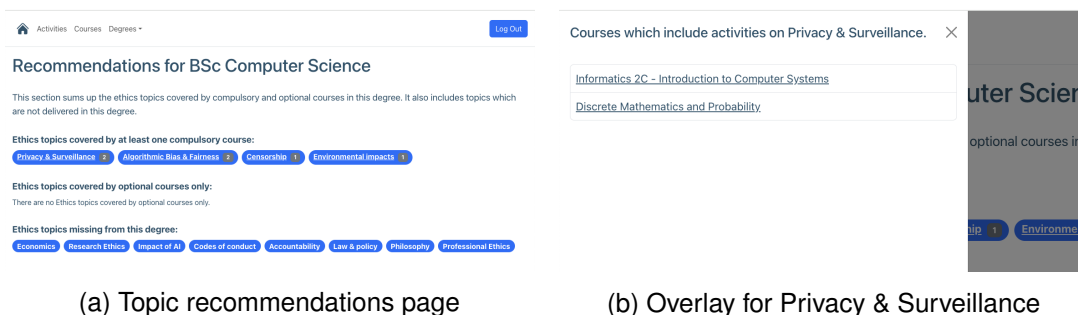 Activities Courses Degrees
Log Out
Recommendations for BSc Computer Science
This section sums up the ethics topics covered by compulsory and optional courses in this degree. It also includes topics which
are not delivered in this degree.
Ethics topics covered by at least one compulsory course:
Privacy & Surveillance 2 Algorithmic Bias & Fairness 2 Censorship 1 Environmental impacts 1
Ethics topics covered by optional courses only:
There are no Ethics topics covered by optional courses only.
Ethics topics missing from this degree:
Economics Research Ethics Impact of AI Codes of conduct Accountability Law & policy Philosophy Professional Ethics
(a) Topic recommendations page
Courses which include activities on Privacy & Surveillance.
Informatics 2C - Introduction to Computer Systems
Discrete Mathematics and Probability
uter Scien
optional courses in
hip 1 Environme
(b) Overlay for Privacy & Surveillance